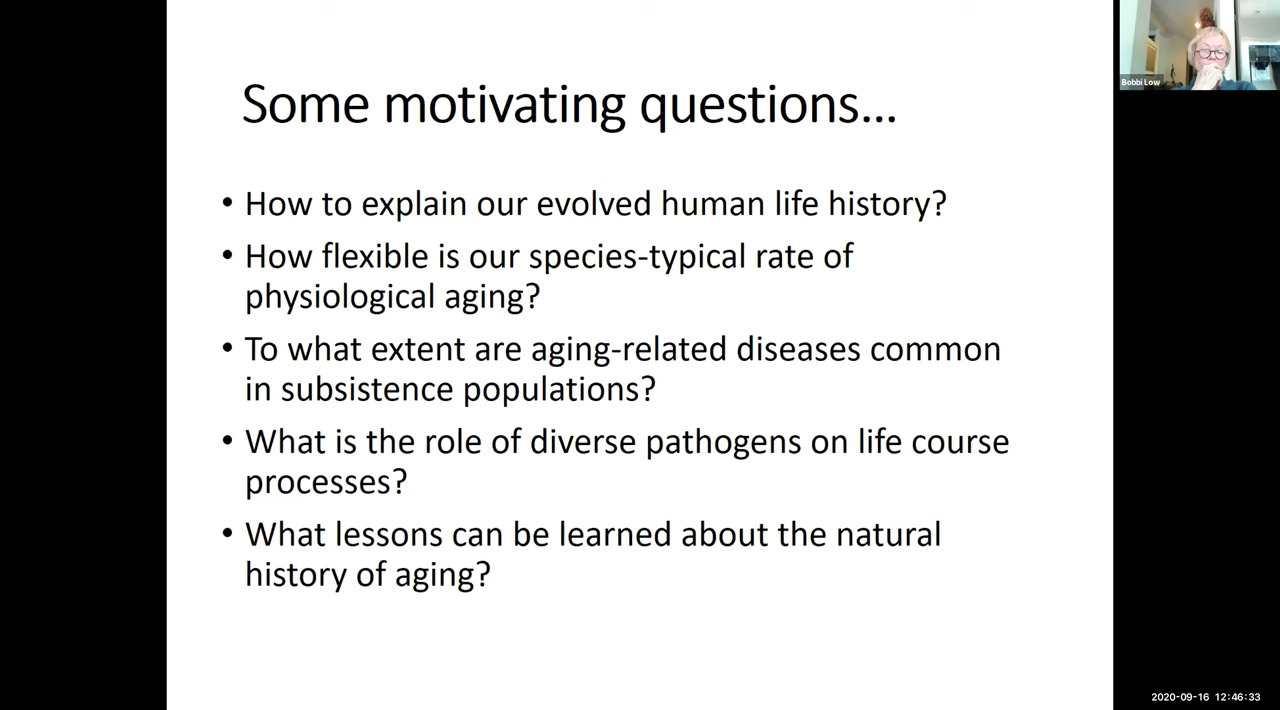 Some motivating questions...
• How to explain our evolved human life history?
• How flexible is our species-typical rate of
physiological aging?
• To what extent are aging-related diseases common
in subsistence populations?
• What is the role of diverse pathogens on life course
processes?
• What lessons can be learned about the natural
history of aging?
Bobbi Low
2020-09-16 12:46:33